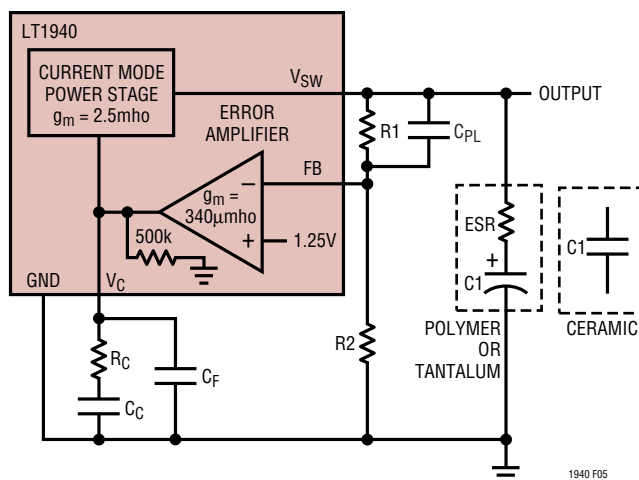 LT1940
CURRENT MODE
POWER STAGE
gm = 2.5mho
VSW
OUTPUT
ERROR
AMPLIFIER
R1
CPL
FB
gm =
340µmho
–
+
1.25V
500k
ESR
+
C1
C1
GND
VC
RC
CF
CC
R2
POLYMER
OR
TANTALUM
CERAMIC
1940 F05